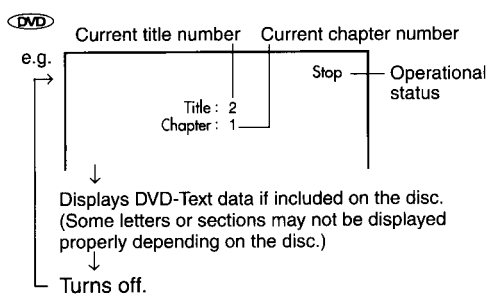 DVD
Current title number Current chapter number
e.g.
Stop Operational
status
Title : 2
Chapter : 1
Displays DVD-Text data if included on the disc.
(Some letters or sections may not be displayed
properly depending on the disc.)
Turns off.